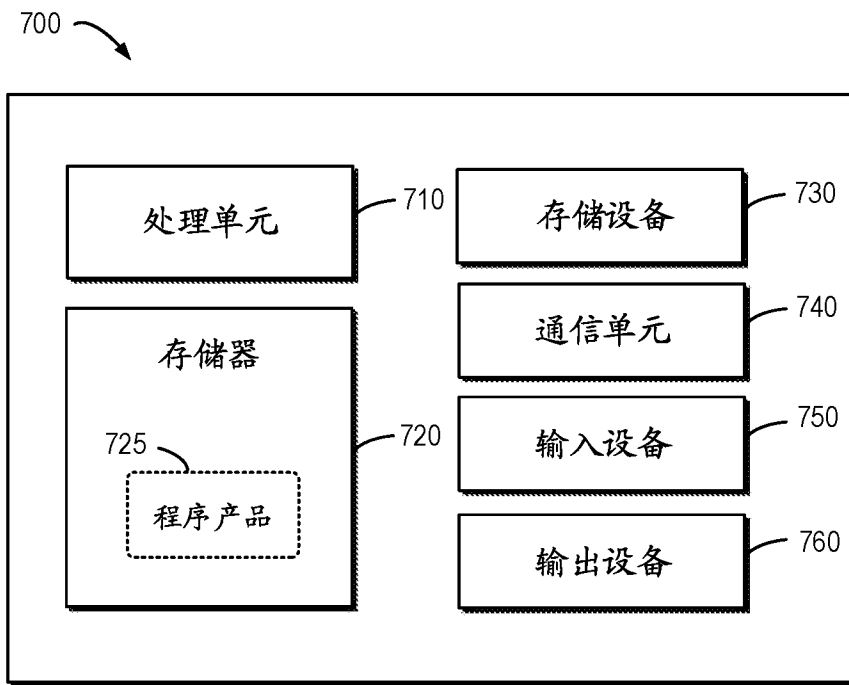 700
处理单元
710
存储器
720
725
程序产品
存储设备
730
通信单元
740
输入设备
750
输出设备
760